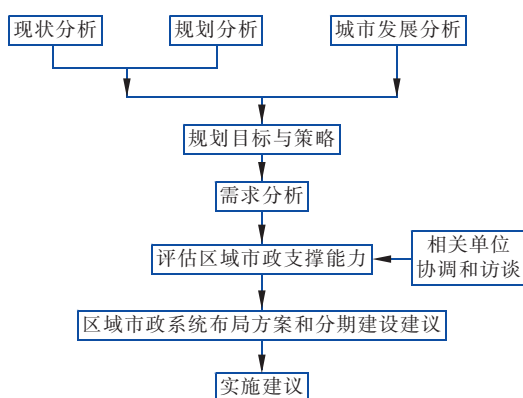 现状分析
规划分析
城市发展分析
规划目标与策略
需求分析
评估区域市政支撑能力
相关单位
协调和访谈
区域市政系统布局方案和分期建设建议
实施建议